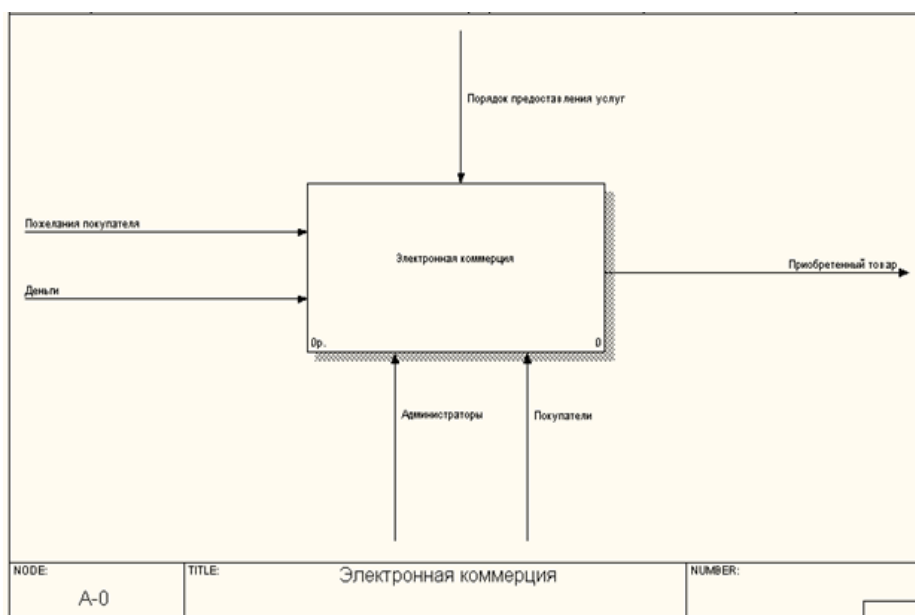 Порядок предоставления услуг
Пожелания покупателя
Электронная коммерция
Приобретенный товар
Деньги
0р.
0
Администраторы
Покупатели
NODE:
TITLE:
Электронная коммерция
NUMBER:
A-0